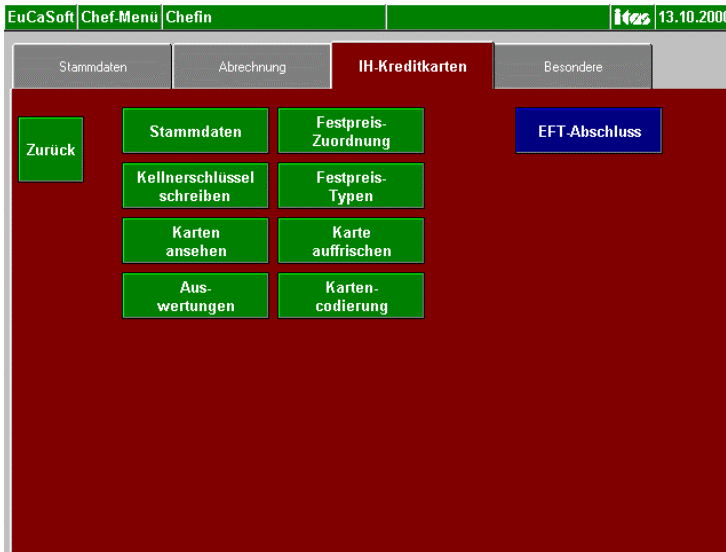 EuCaSoft Chef-Menü Chefin itas 13.10.200
Stammdaten Abrechnung IH-Kreditkarten Besondere
Zurück
Stammdaten
Festpreis-
Zuordnung
EFT-Abschluss
Kellnerschlüssel
schreiben
Festpreis-
Typen
Karten
ansehen
Karte
auffrischen
Aus-
wertungen
Karten-
codierung